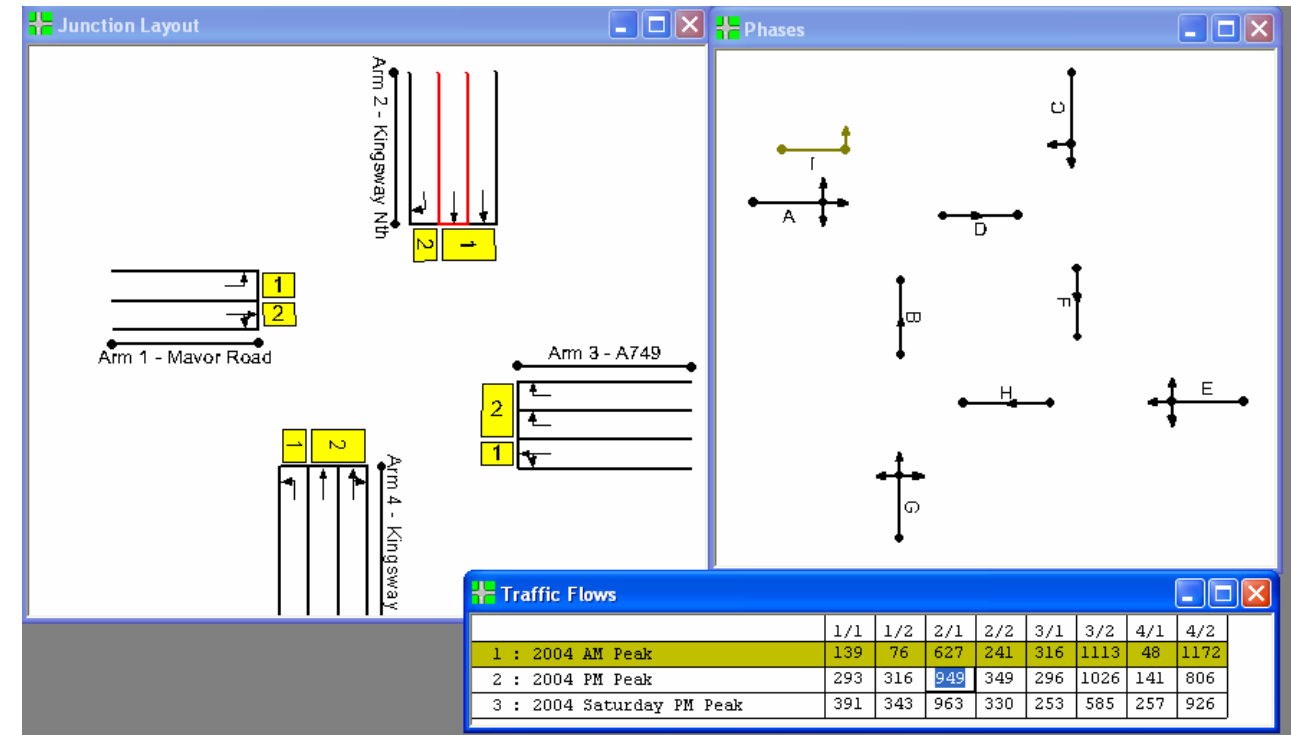 Junction Layout
Arm 2 - Kingsway Nth
2
1
1
2
Arm 1 - Mavor Road
Arm 3 - A749
2
1
1
2
Arm 4 - Kingsway
Phases
C
I
A
D
B
F
H
E
G
Traffic Flows
1/1 1/2 2/1 2/2 3/1 3/2 4/1 4/2
1 : 2004 AM Peak 139 76 627 241 316 1113 48 1172
2 : 2004 PM Peak 293 316 949 349 296 1026 141 806
3 : 2004 Saturday PM Peak 391 343 963 330 253 585 257 926